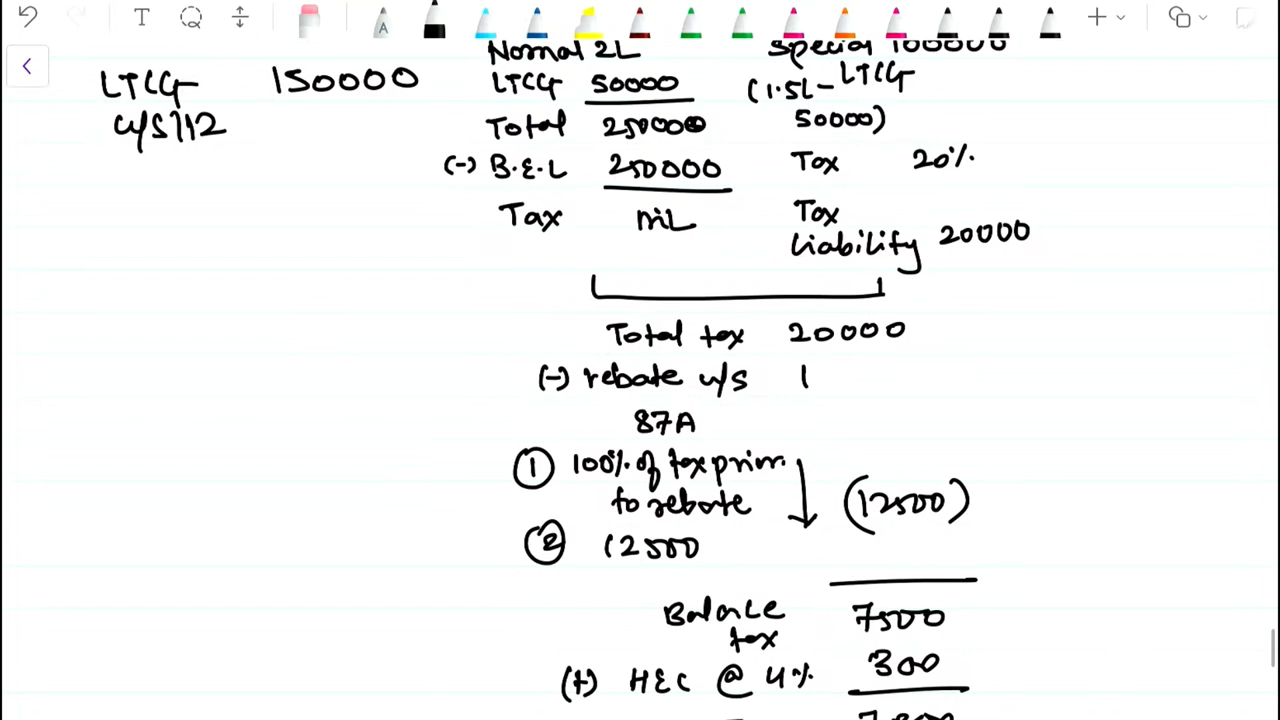 Normal 2L Special 100000
LTCG 150000 LTCG 50000 (1.5L- LTCG
u/s 112 Total 250000 50000)
(-) B.E.L 250000 Tax 20%
Tax niL Tax
Liability 20000
Total tax 20000
(-) rebate u/s
87A
① 100% of tax prior
to rebate (12500)
② 12500
Balance 7500
tax
(+) HEC @ 4% 300